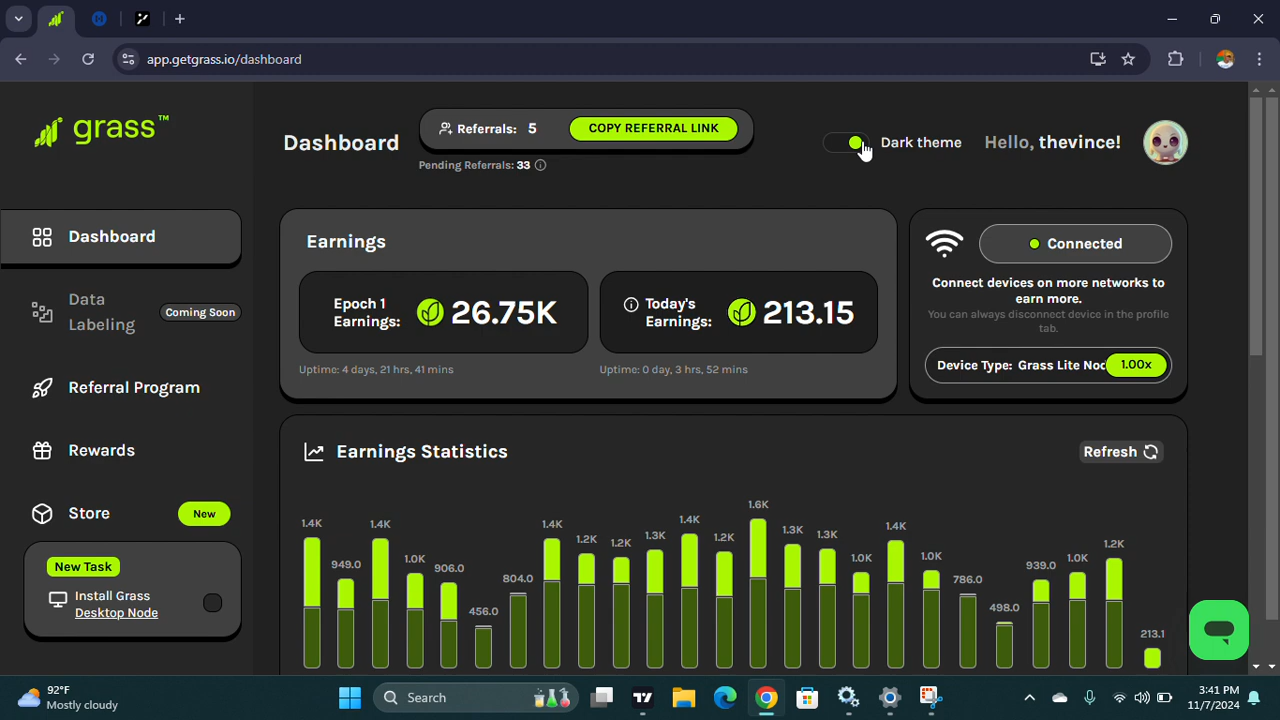 app.getgrass.io/dashboard
grass™
Dashboard
Referrals: 5
COPY REFERRAL LINK
Pending Referrals: 33
Dark theme
Hello, thevince!
Dashboard
Data
Labeling
Coming Soon
Referral Program
Rewards
Store
New
New Task
Install Grass
Desktop Node
Earnings
Epoch 1
Earnings:
26.75K
Uptime: 4 days, 21 hrs, 41 mins
Today's
Earnings:
213.15
Uptime: 0 day, 3 hrs, 52 mins
Connected
Connect devices on more networks to
earn more.
You can always disconnect device in the profile
tab.
Device Type: Grass Lite Noc
1.00x
Earnings Statistics
Refresh
1.4K
949.0
1.4K
1.0K
906.0
456.0
804.0
1.4K
1.2K
1.2K
1.3K
1.4K
1.2K
1.6K
1.3K
1.3K
1.0K
1.4K
1.0K
786.0
498.0
939.0
1.0K
1.2K
213.1
92°F
Mostly cloudy
Search
3:41 PM
11/7/2024